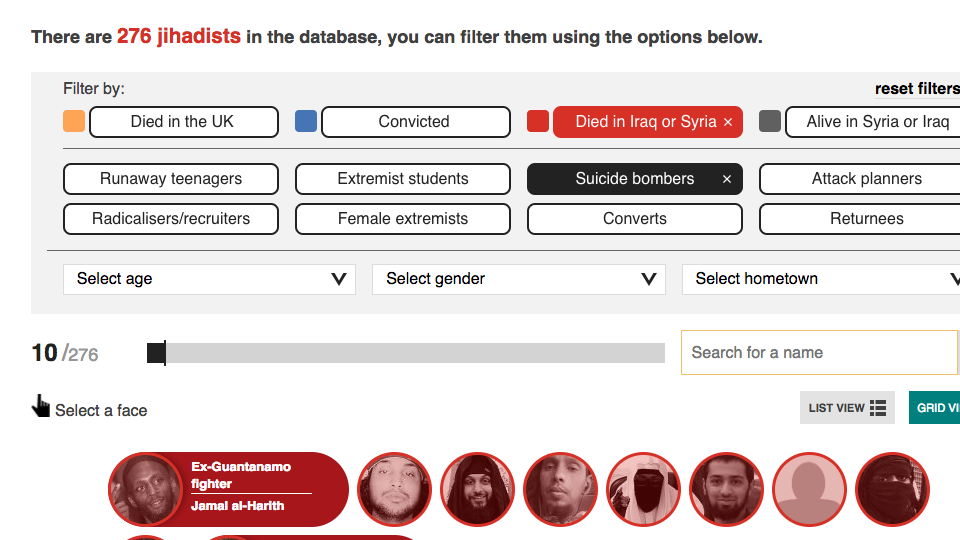 There are 276 jihadists in the database, you can filter them using the options below.
Filter by:
reset filters
Died in the UK
Convicted
Died in Iraq or Syria ×
Alive in Syria or Iraq
Runaway teenagers
Extremist students
Suicide bombers ×
Attack planners
Radicalisers/recruiters
Female extremists
Converts
Returnees
Select age
Select gender
Select hometown
10 /276
Search for a name
Select a face
LIST VIEW
GRID VI
Ex-Guantanamo
fighter
Jamal al-Harith